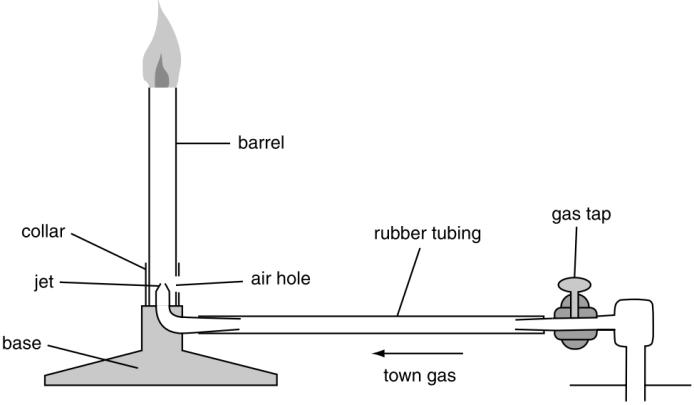 barrel
gas tap
collar
rubber tubing
jet
air hole
base
town gas